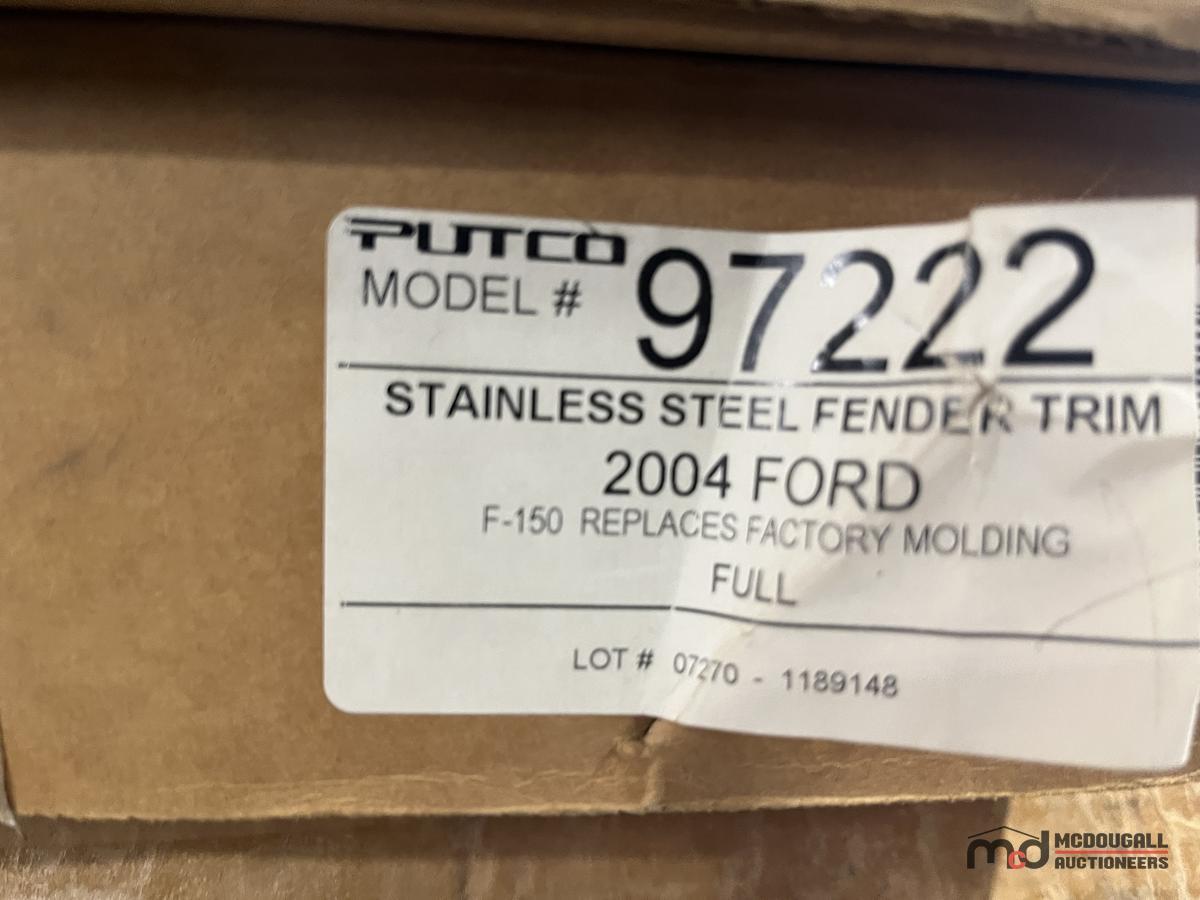 PUTCO
MODEL # 97222
STAINLESS STEEL FENDER TRIM
2004 FORD
F-150 REPLACES FACTORY MOLDING
FULL
LOT # 07270 - 1189148
mcd MCDOUGALL
AUCTIONEERS